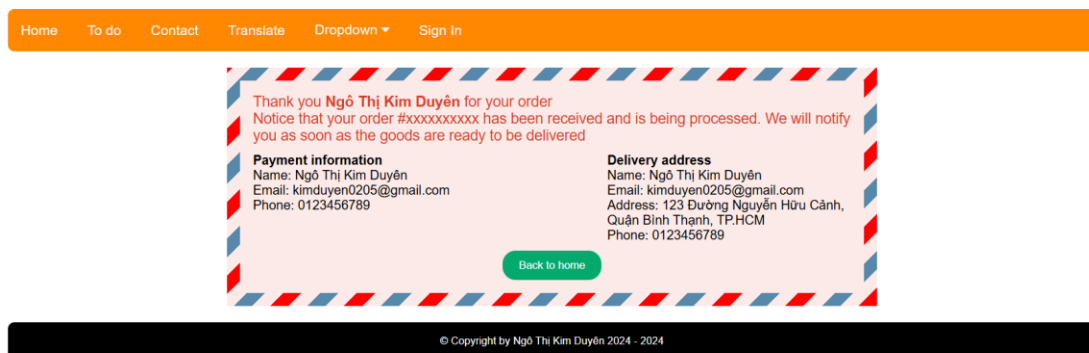 Home To do Contact Translate Dropdown Sign In
Thank you Ngô Thị Kim Duyên for your order
Notice that your order #xxxxxxxxxx has been received and is being processed. We will notify
you as soon as the goods are ready to be delivered
Payment information
Name: Ngô Thị Kim Duyên
Email: kimduyen0205@gmail.com
Phone: 0123456789
Delivery address
Name: Ngô Thị Kim Duyên
Email: kimduyen0205@gmail.com
Address: 123 Đường Nguyễn Hữu Cảnh,
Quận Bình Thạnh, TP.HCM
Phone: 0123456789
Back to home
© Copyright by Ngô Thị Kim Duyên 2024 - 2024